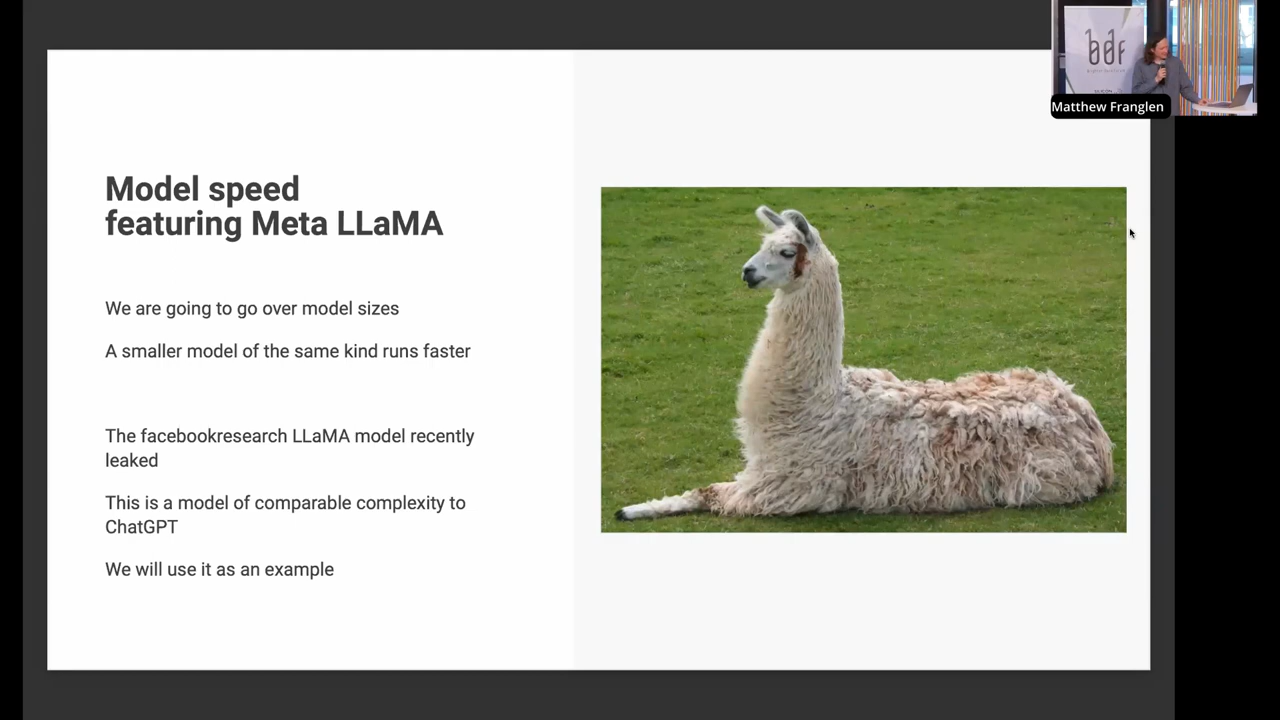 Model speed
featuring Meta LLaMA
We are going to go over model sizes
A smaller model of the same kind runs faster
The facebookresearch LLaMA model recently
leaked
This is a model of comparable complexity to
ChatGPT
We will use it as an example
bdf
Matthew Franglen